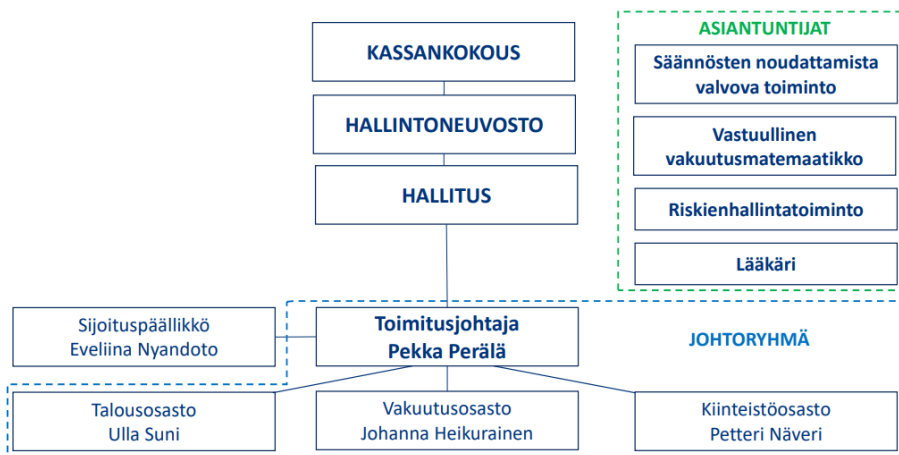 KASSANKOKOUS
HALLINTONEUVOSTO
HALLITUS
ASIANTUNTIJAT
Säännösten noudattamista
valvova toiminto
Vastuullinen
vakuutusmatemaatikko
Riskienhallintatoiminto
Lääkäri
Sijoituspäällikkö
Eveliina Nyandoto
Toimitusjohtaja
Pekka Perälä
JOHTORYHMÄ
Talousosasto
Ulla Suni
Vakuutusosasto
Johanna Heikurainen
Kiinteistöosasto
Petteri Näveri